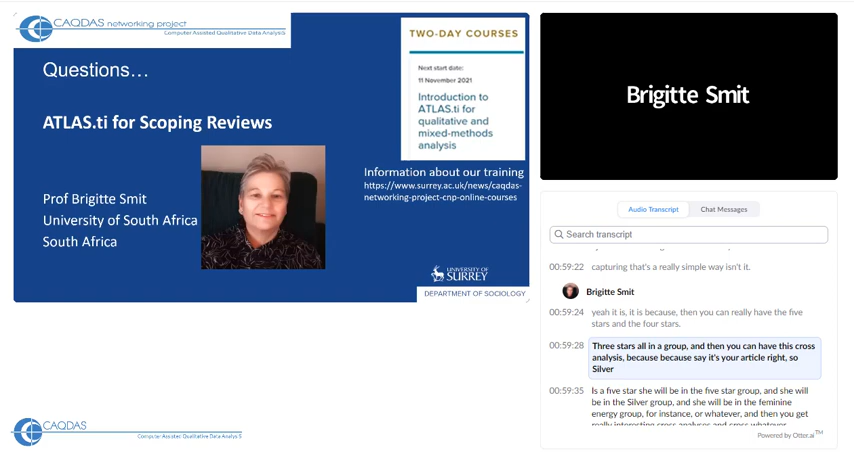 CAQDAS networking project
Computer Assisted Qualitative Data Analysis
Questions…
ATLAS.ti for Scoping Reviews
Prof Brigitte Smit
University of South Africa
South Africa
TWO-DAY COURSES
Next start date:
11 November 2021
Introduction to
ATLAS.ti for
qualitative and
mixed-methods
analysis
Information about our training
https://www.surrey.ac.uk/news/caqdas-
networking-project-cnp-online-courses
UNIVERSITY OF
SURREY
DEPARTMENT OF SOCIOLOGY
CAQDAS
Computer Assisted Qualitative Data Analysis
Brigitte Smit
Audio Transcript
Chat Messages
Search transcript
00:59:22 capturing that's a really simple way isn't it.
Brigitte Smit
00:59:24 yeah it is, it is because, then you can really have the five
stars and the four stars.
00:59:28 Three stars all in a group, and then you can have this cross
analysis, because because say it's your article right, so
Silver
00:59:35 Is a five star she will be in the five star group, and she will
be in the Silver group, and she will be in the feminine
energy group, for instance, or whatever, and then you get
really interesting cross analyses and cross whatever
Powered by Otter.ai™